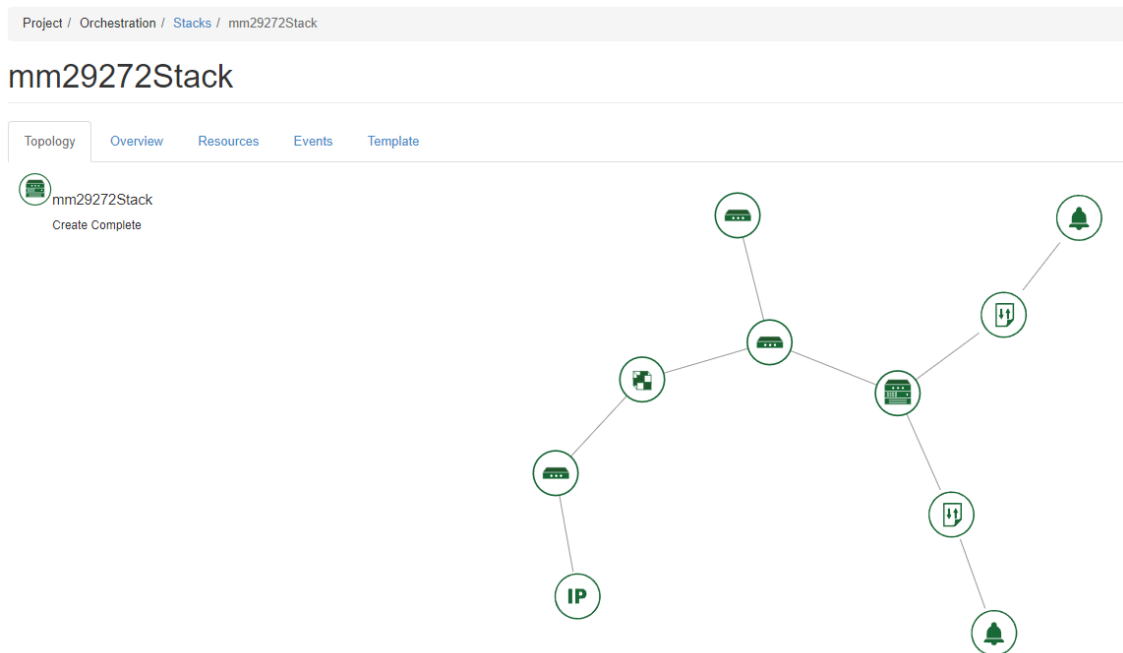 Project / Orchestration / Stacks / mm29272Stack
mm29272Stack
Topology Overview Resources Events Template
mm29272Stack
Create Complete
IP